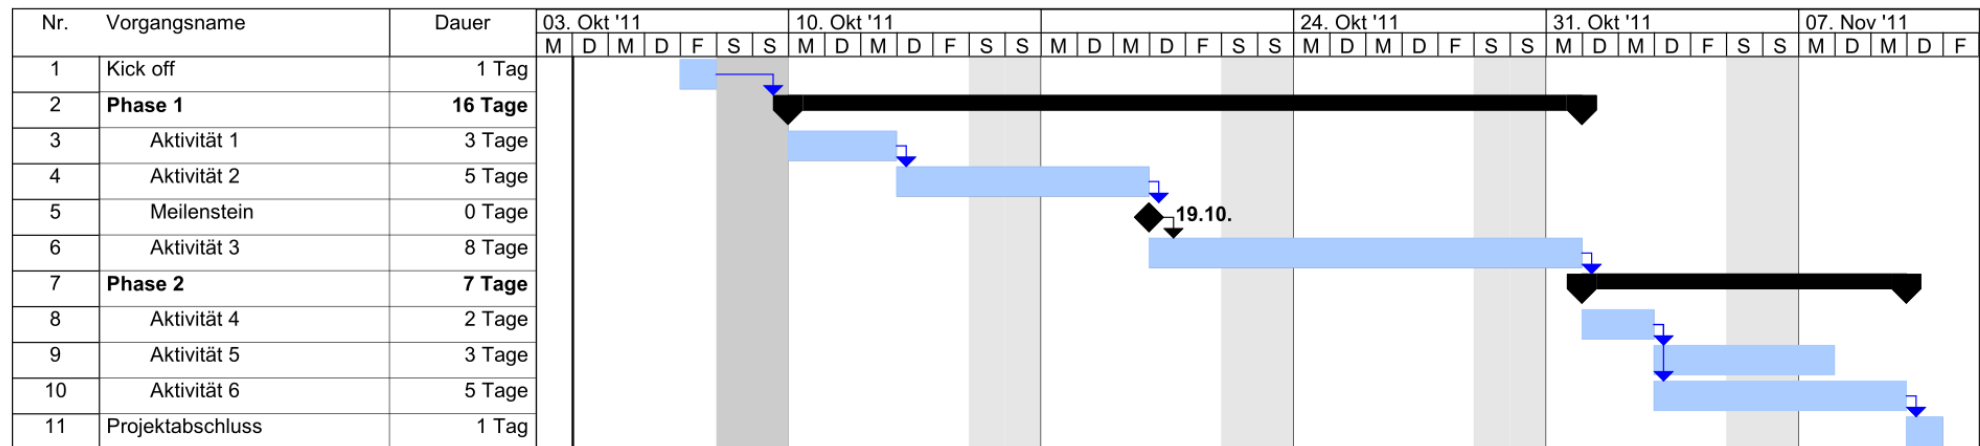 Nr. Vorgangsname Dauer 03. Okt '11 10. Okt '11 24. Okt '11 31. Okt '11 07. Nov '11
M D M D F S S M D M D F S S M D M D F S S M D M D F S S M D M D F S S M D M D F
1 Kick off 1 Tag
2 Phase 1 16 Tage
3 Aktivität 1 3 Tage
4 Aktivität 2 5 Tage
5 Meilenstein 0 Tage 19.10.
6 Aktivität 3 8 Tage
7 Phase 2 7 Tage
8 Aktivität 4 2 Tage
9 Aktivität 5 3 Tage
10 Aktivität 6 5 Tage
11 Projektabschluss 1 Tag